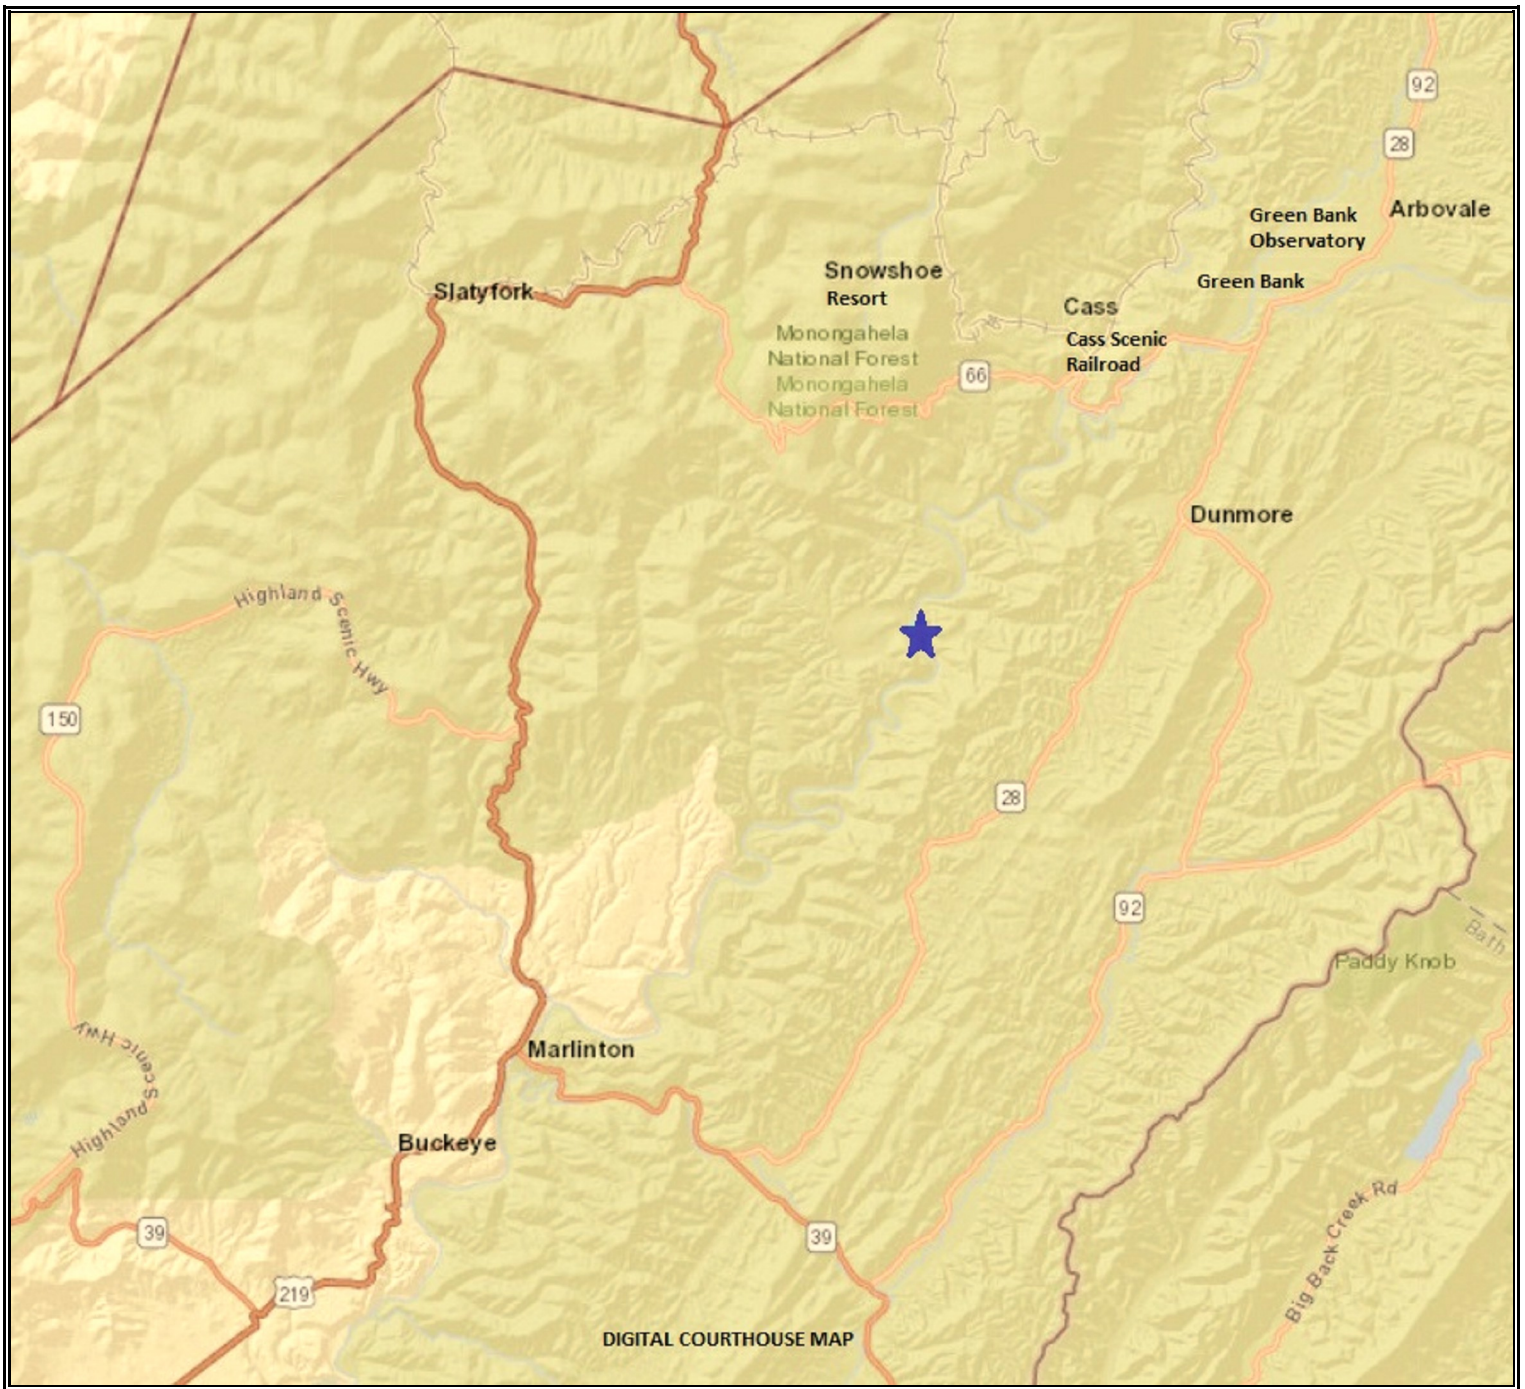 92
28
Arbovale
Green Bank
Observatory
Snowshoe
Resort
Green Bank
Slatyfork
Cass
Cass Scenic
Railroad
Monongahela
National Forest
Monongahela
National Forest
66
Dunmore
Highland Scenic Hwy
150
28
92
Bath
Paddy Knob
Highland Scenic Hwy
Marlinton
Buckeye
39
39
219
Big Back Creek Rd
DIGITAL COURTHOUSE MAP